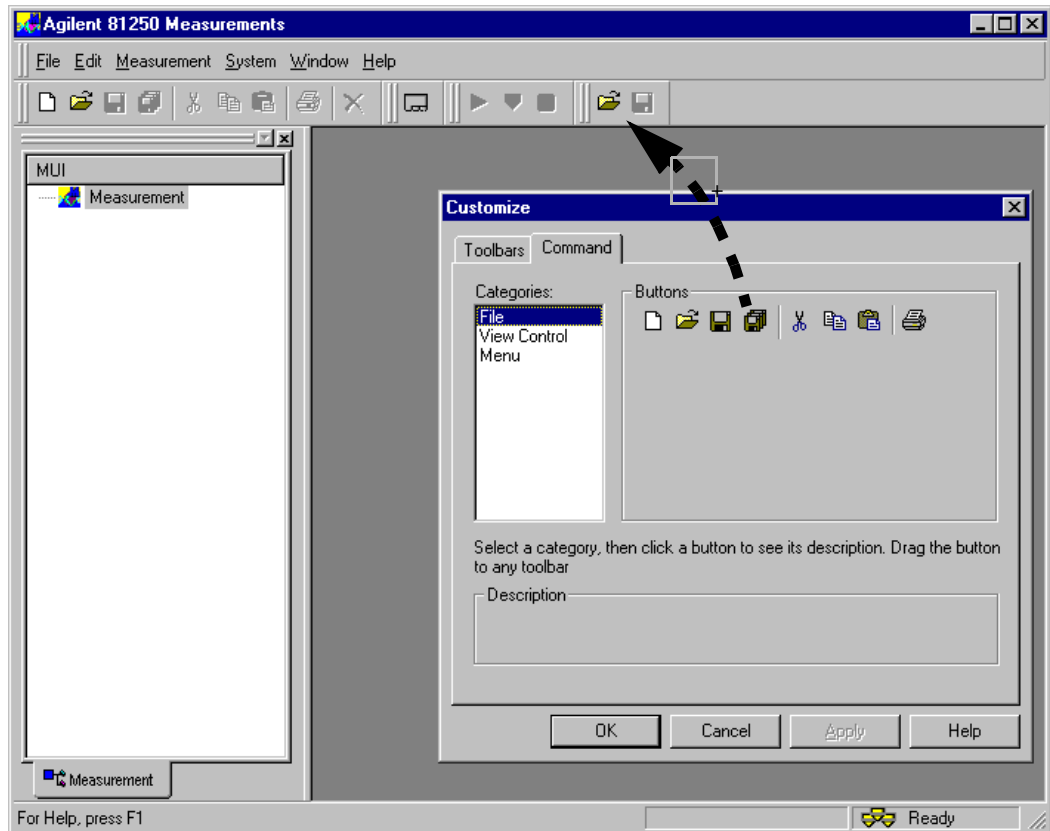 Agilent 81250 Measurements
File Edit Measurement System Window Help
MUI
Measurement
Customize
Toolbars Command
Categories:
File
View Control
Menu
Buttons
Select a category, then click a button to see its description. Drag the button
to any toolbar
Description
OK Cancel Apply Help
Measurement
For Help, press F1
Ready